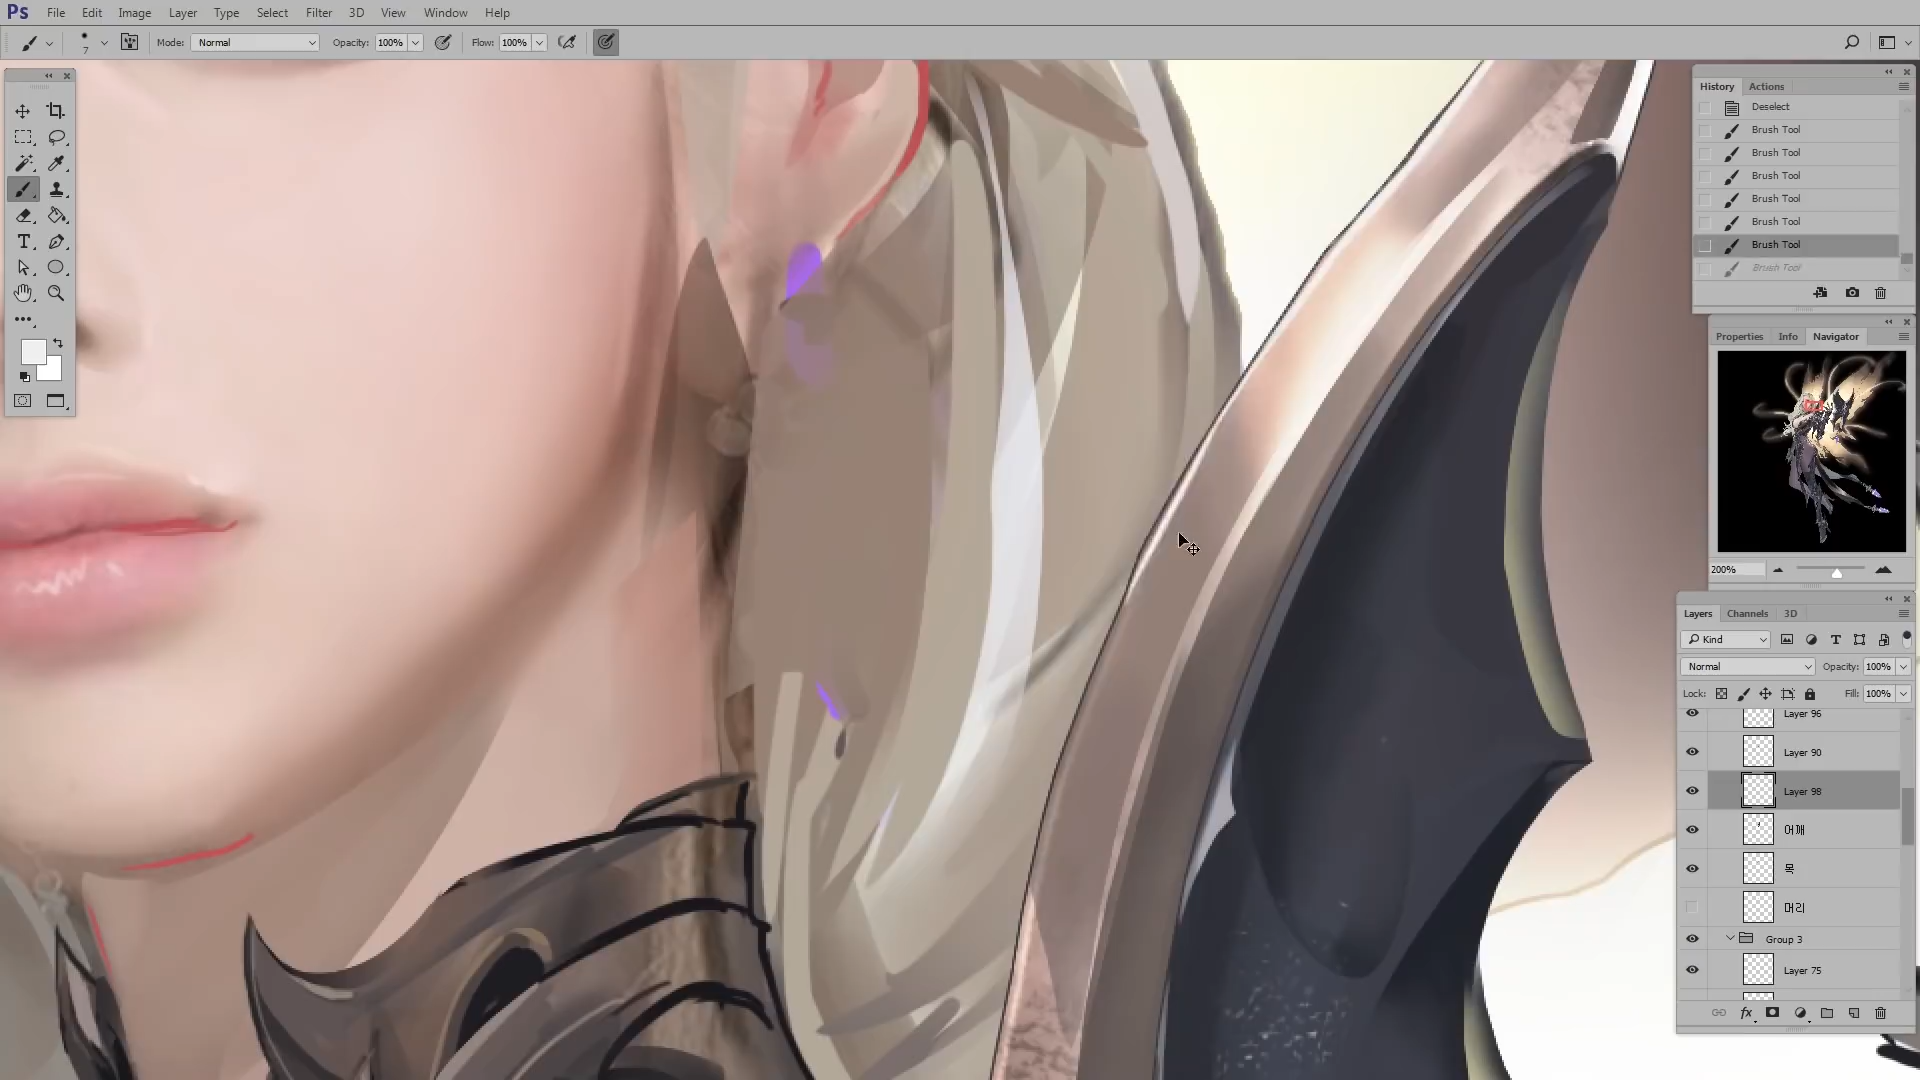 Ps File Edit Image Layer Type Select Filter 3D View Window Help
7 Mode: Normal Opacity: 100% Flow: 100%
History Actions
Deselect
Brush Tool
Brush Tool
Brush Tool
Brush Tool
Brush Tool
Brush Tool
Brush Tool
Properties Info Navigator
200%
Layers Channels 3D
Kind
Normal Opacity: 100%
Lock: Fill: 100%
Layer 96
Layer 90
Layer 98
어깨
목
머리
Group 3
Layer 75